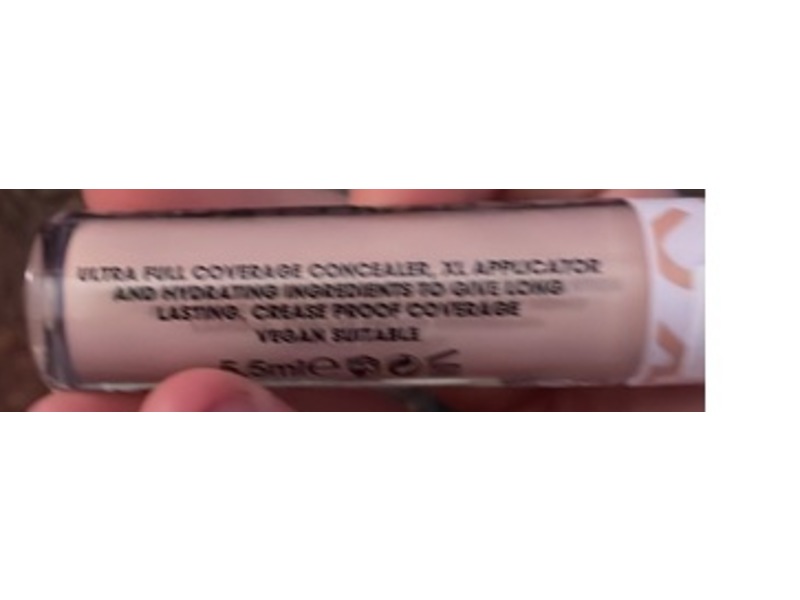 ULTRA FULL COVERAGE CONCEALER, XL APPLICATOR
AND HYDRATING INGREDIENTS TO GIVE LONG
LASTING, CREASE PROOF COVERAGE
VEGAN SUITABLE
5.5ml ℮